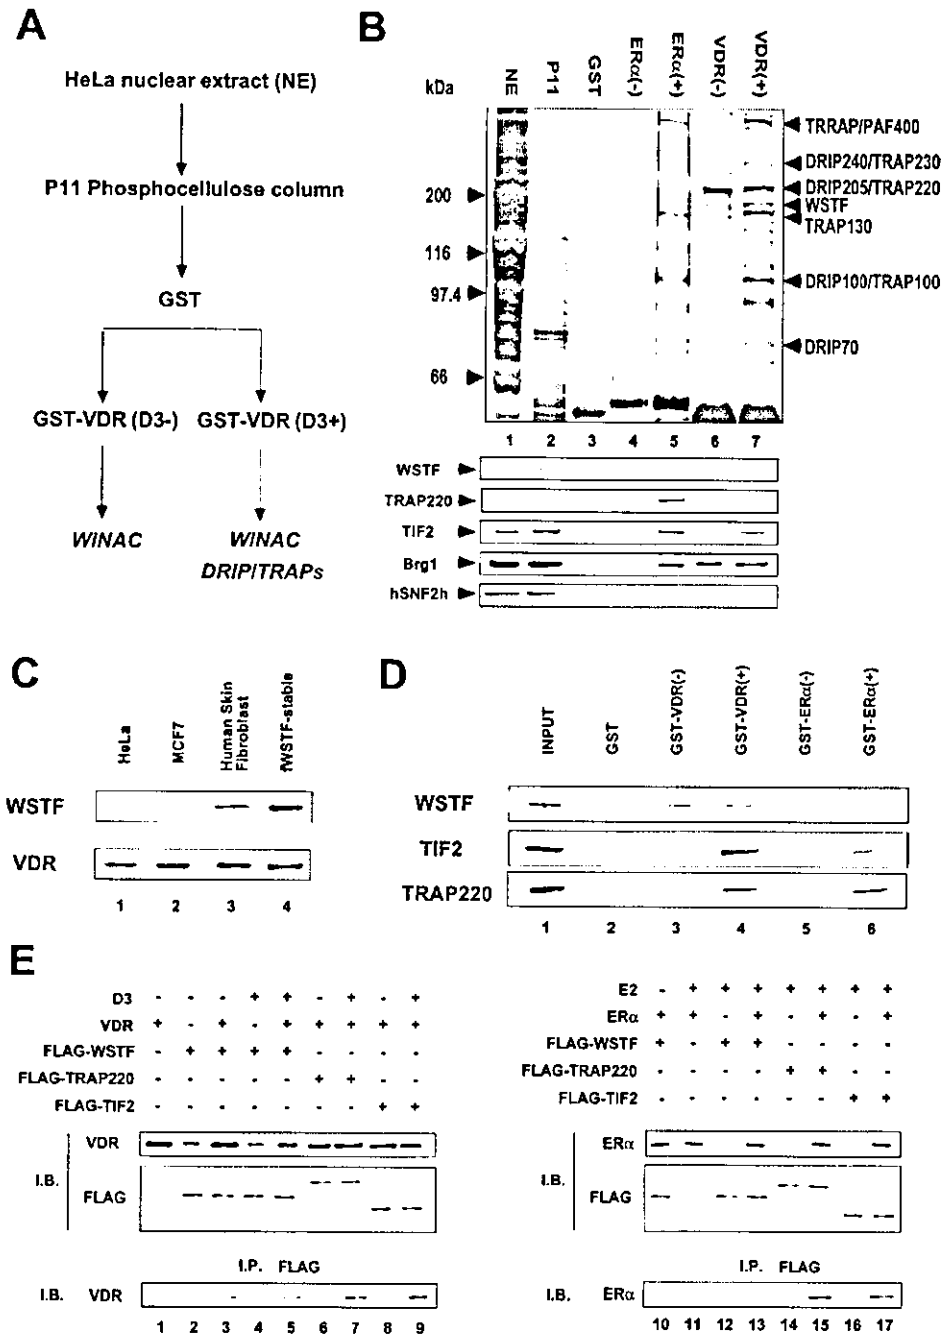 A
HeLa nuclear extract (NE)
P11 Phosphocellulose column
GST
GST-VDR (D3-) GST-VDR (D3+)
WINAC WINAC
DRIP/TRAPs
B
kDa NE P11 GST ERα(-) ERα(+) VDR(-) VDR(+)
TRRAP/PAF400
DRIP240/TRAP230
200 DRIP205/TRAP220
WSTF
TRAP130
116
DRIP100/TRAP100
97.4
DRIP70
66
1 2 3 4 5 6 7
WSTF
TRAP220
TIF2
Brg1
hSNF2h
C
HeLa MCF7 Human Skin Fibroblast fWSTF-stable
WSTF
VDR
1 2 3 4
D
INPUT GST GST-VDR(-) GST-VDR(+) GST-ERα(-) GST-ERα(+)
WSTF
TIF2
TRAP220
1 2 3 4 5 6
E
D3 - - - + + - + - +
VDR + - + - + + + + +
FLAG-WSTF - + + + + - - - -
FLAG-TRAP220 - - - - - + + - -
FLAG-TIF2 - - - - - - - + +
I.B. VDR
FLAG
I.P. FLAG
I.B. VDR
1 2 3 4 5 6 7 8 9
E2 - + + + + + + +
ERα + + - + - + - +
FLAG-WSTF + - + + - - - -
FLAG-TRAP220 - - - - + + - -
FLAG-TIF2 - - - - - - + +
I.B. ERα
FLAG
I.P. FLAG
I.B. ERα
10 11 12 13 14 15 16 17